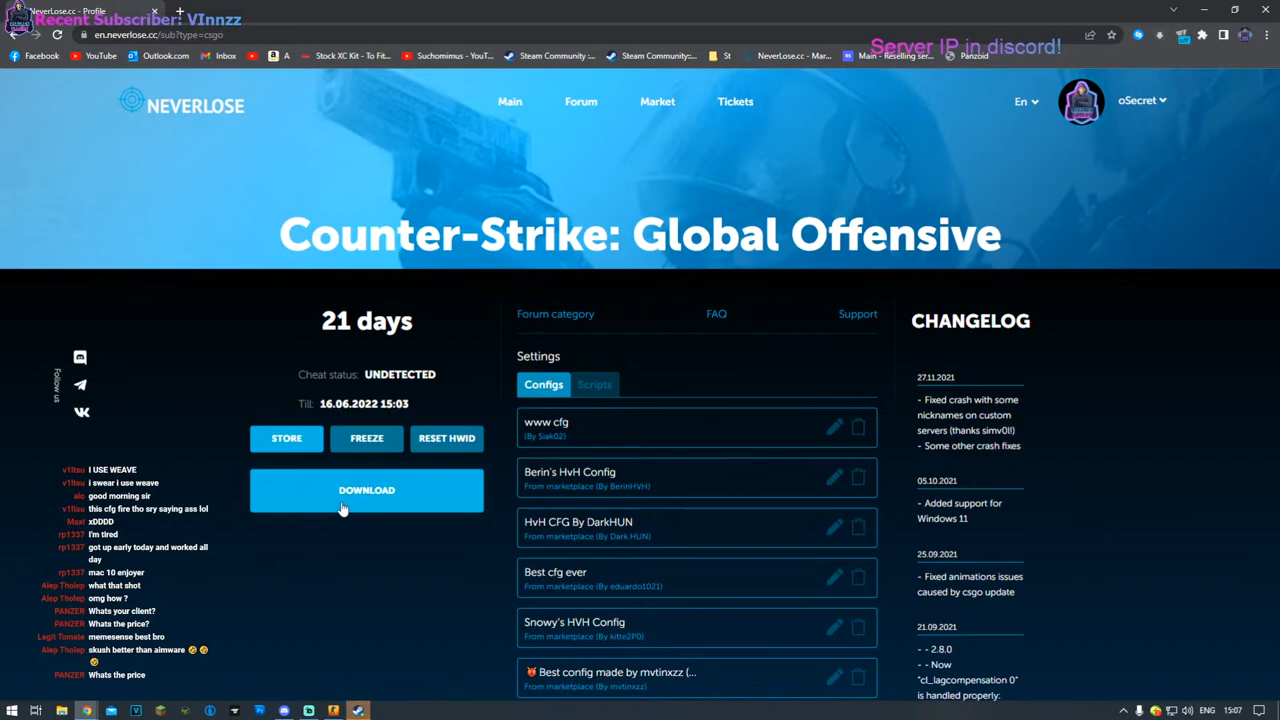 NeverLose.cc - Profile
Recent Subscriber: VInnzz
en.neverlose.cc/sub?type=csgo
Server IP in discord!
Facebook
YouTube
Outlook.com
Inbox
A
Stock XC Kit - To Fit...
Suchomimus - YouT...
Steam Community :...
Steam Community::...
St
NeverLose.cc - Mar...
Main - Reselling ser...
Panzoid
NEVERLOSE
Main
Forum
Market
Tickets
En
oSecret
Counter-Strike: Global Offensive
21 days
Cheat status: UNDETECTED
Till: 16.06.2022 15:03
STORE
FREEZE
RESET HWID
DOWNLOAD
Follow us
v1ltsu I USE WEAVE
v1ltsu i swear i use weave
alo good morning sir
v1ltsu this cfg fire tho sry saying ass lol
Maxi xDDDD
rp1337 I'm tired
rp1337 got up early today and worked all
day
rp1337 mac 10 enjoyer
Alep Tholep what that shot
Alep Tholep omg how ?
PANZER Whats your client?
PANZER Whats the price?
Legit Tomate memesense best bro
Alep Tholep skush better than aimware 🤣 🤣
🤣
PANZER Whats the price
Forum category
FAQ
Support
Settings
Configs
Scripts
www cfg
(By Siak02)
Berin's HvH Config
From marketplace (By BerinHVH)
HvH CFG By DarkHUN
From marketplace (By Dark HUN)
Best cfg ever
From marketplace (By eduardo1021)
Snowy's HVH Config
From marketplace (By kitte2P0)
Best config made by mvtinxzz (...
From marketplace (By mvtinxzz)
CHANGELOG
27.11.2021
- Fixed crash with some
nicknames on custom
servers (thanks simv0l!)
- Some other crash fixes
05.10.2021
- Added support for
Windows 11
25.09.2021
- Fixed animations issues
caused by csgo update
21.09.2021
- - 2.8.0
- - Now
"cl_lagcompensation 0"
is handled properly:
ENG
15:07